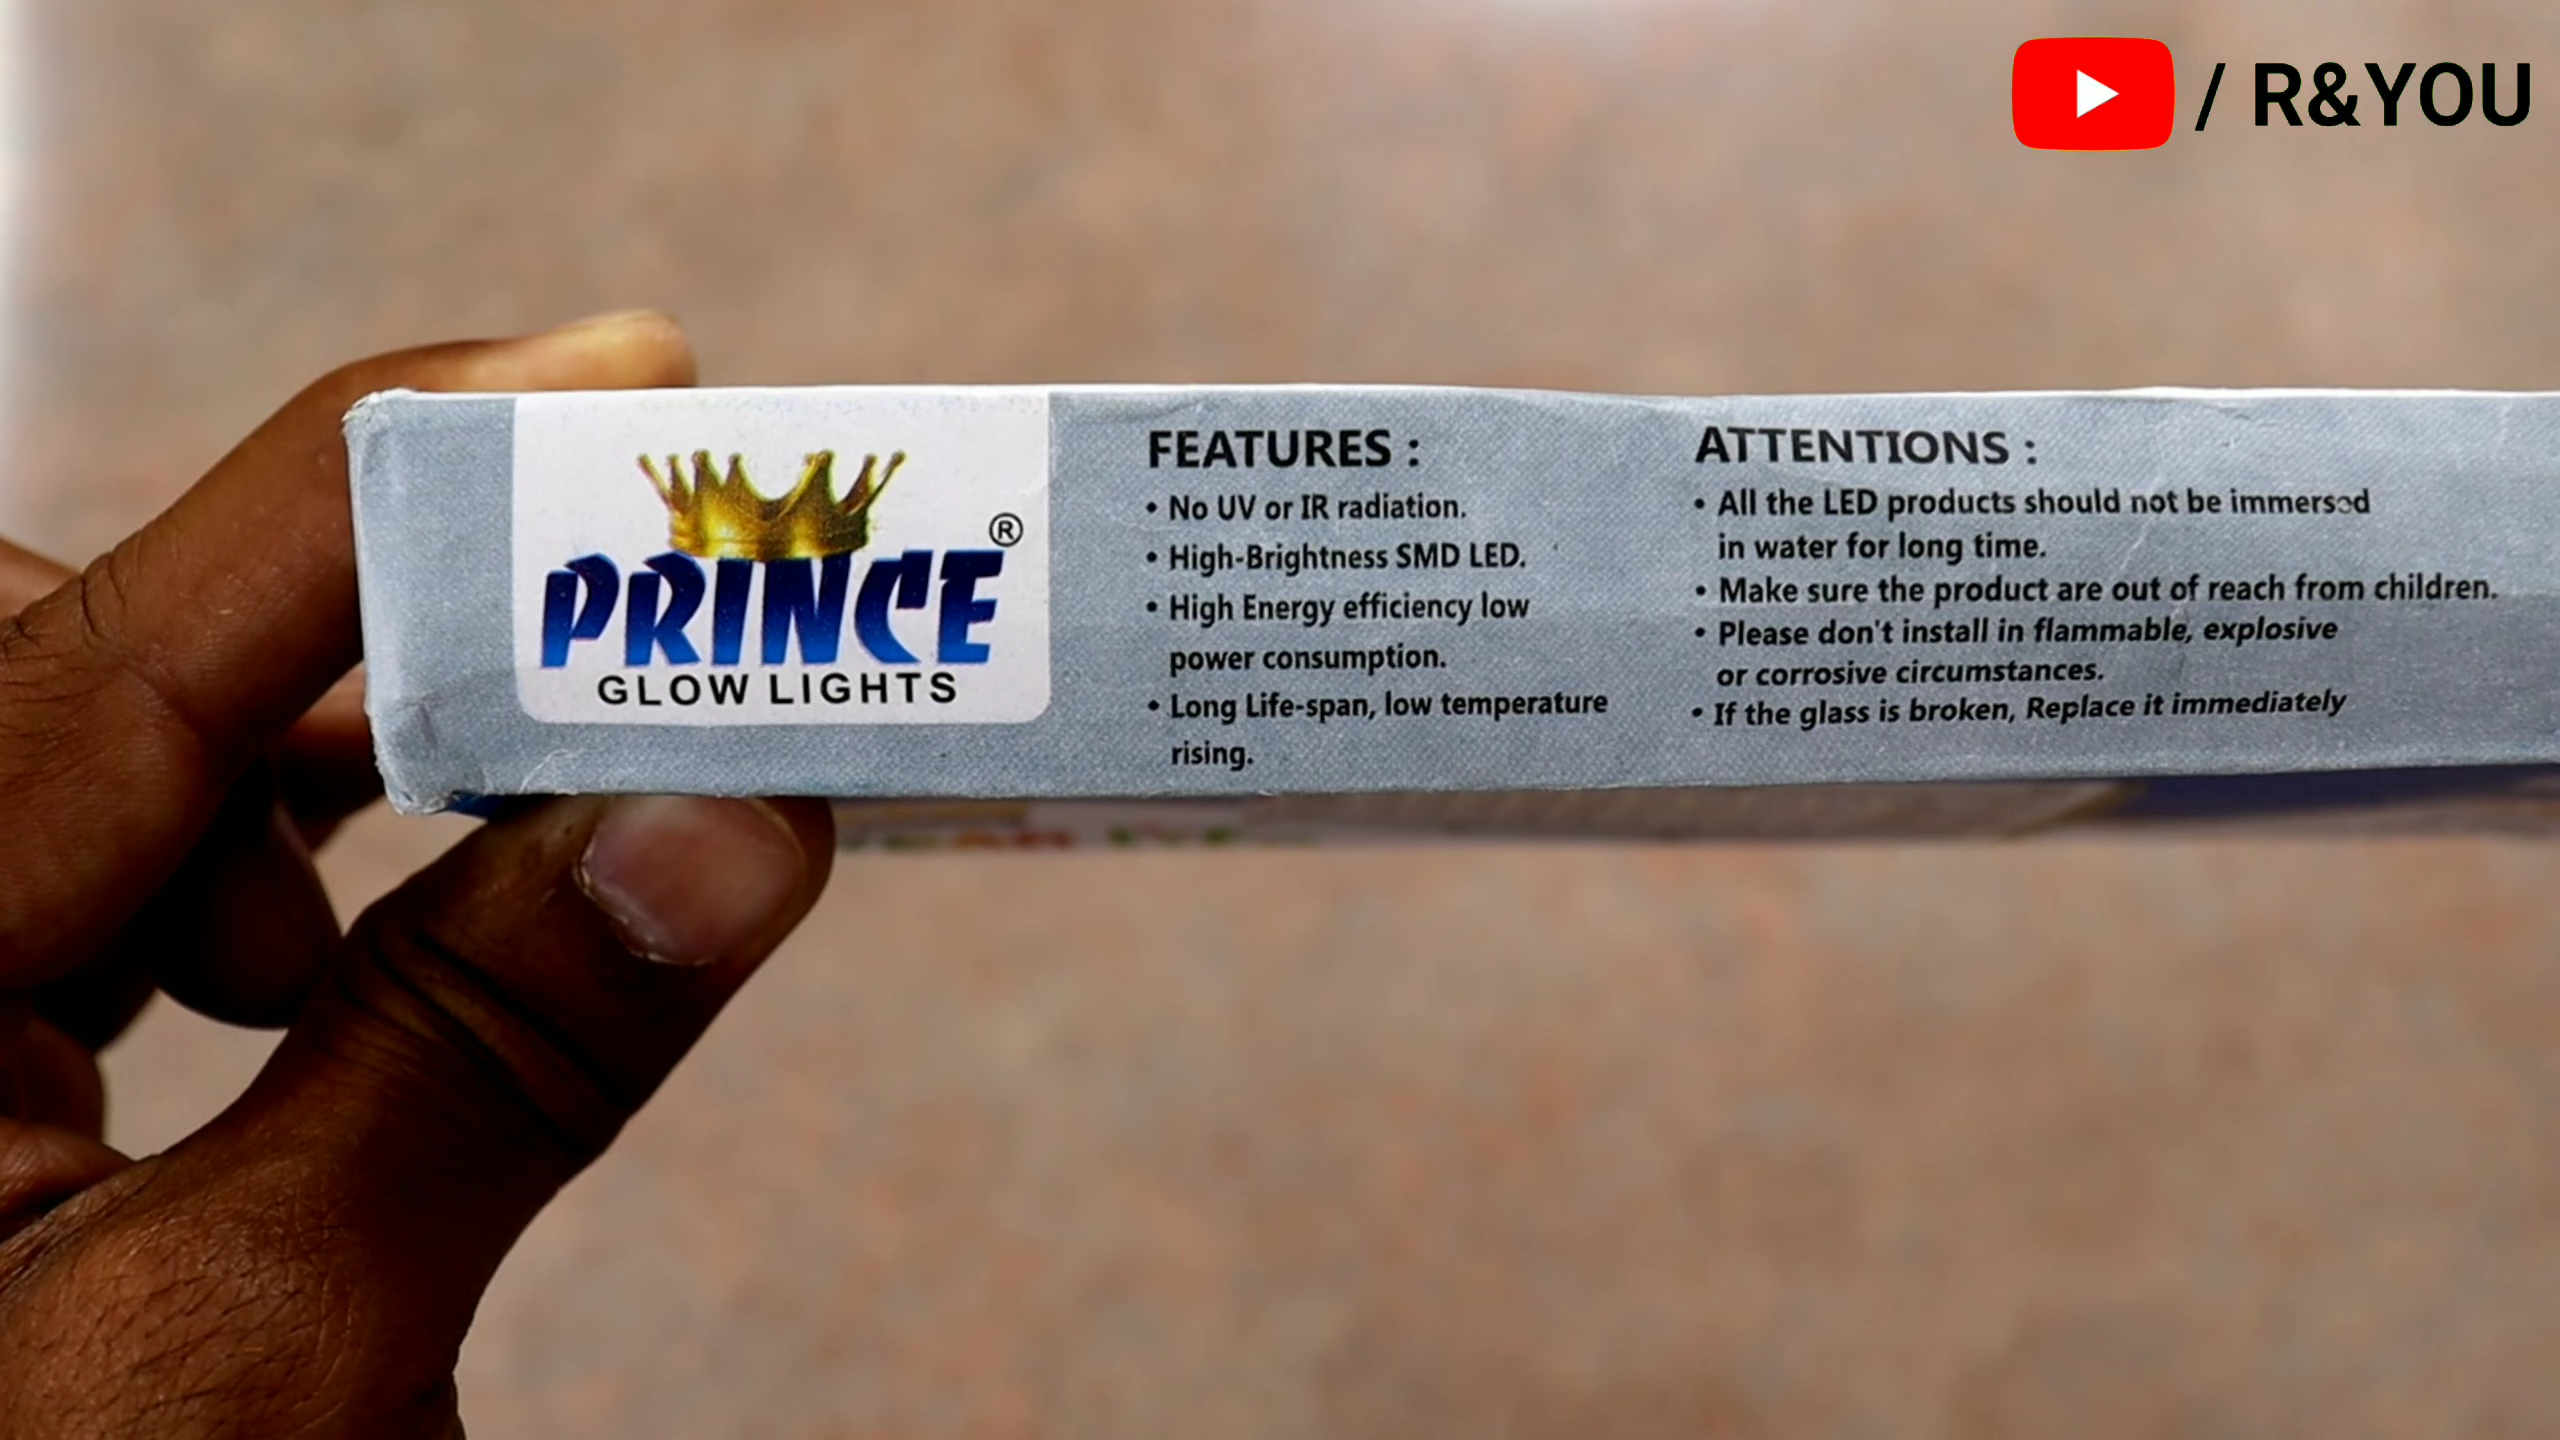 / R&YOU
PRINCE ®
GLOW LIGHTS
FEATURES :
• No UV or IR radiation.
• High-Brightness SMD LED.
• High Energy efficiency low
power consumption.
• Long Life-span, low temperature
rising.
ATTENTIONS :
• All the LED products should not be immersed
in water for long time.
• Make sure the product are out of reach from children.
• Please don't install in flammable, explosive
or corrosive circumstances.
• If the glass is broken, Replace it immediately